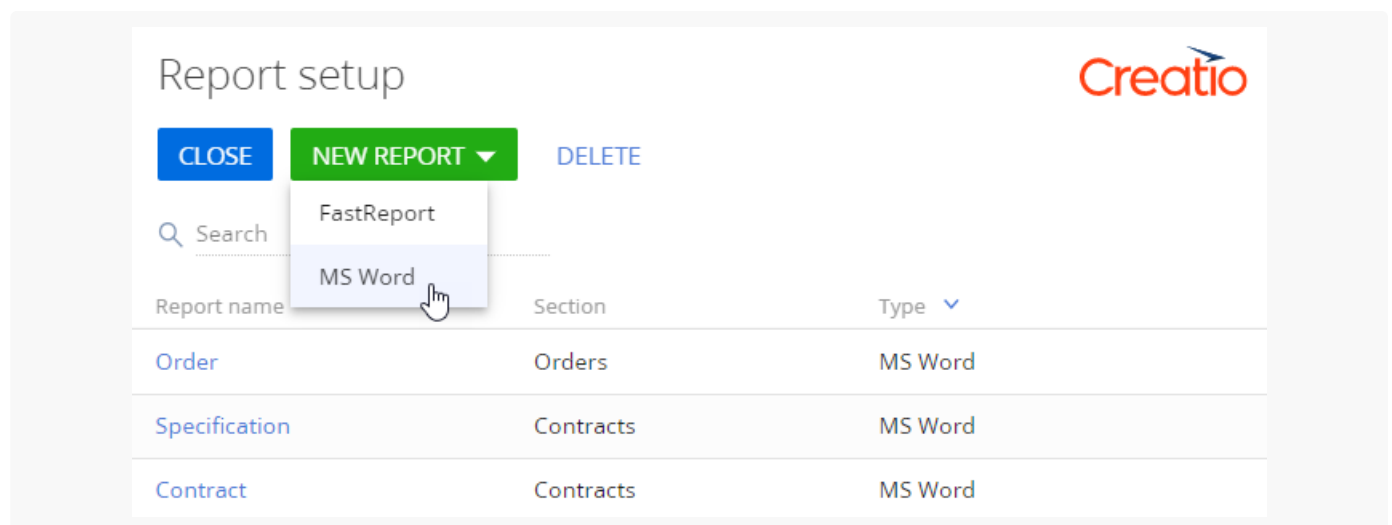 Report setup
Creatio
CLOSE NEW REPORT DELETE
FastReport
Search
MS Word
Report name Section Type
Order Orders MS Word
Specification Contracts MS Word
Contract Contracts MS Word